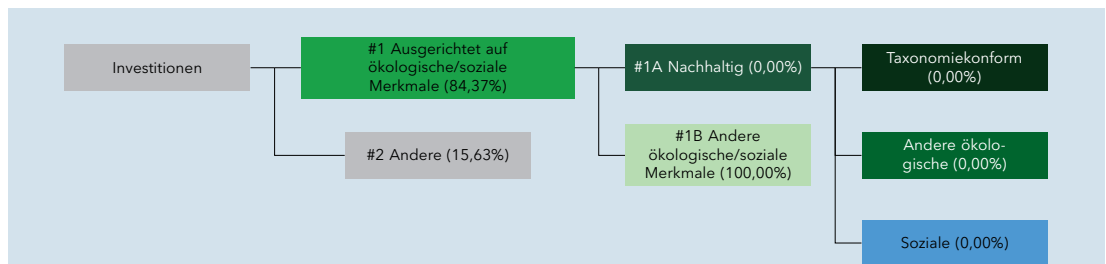 Investitionen
#1 Ausgerichtet auf
ökologische/soziale
Merkmale (84,37%)
#2 Andere (15,63%)
#1A Nachhaltig (0,00%)
#1B Andere
ökologische/soziale
Merkmale (100,00%)
Taxonomiekonform
(0,00%)
Andere ökolo-
gische (0,00%)
Soziale (0,00%)